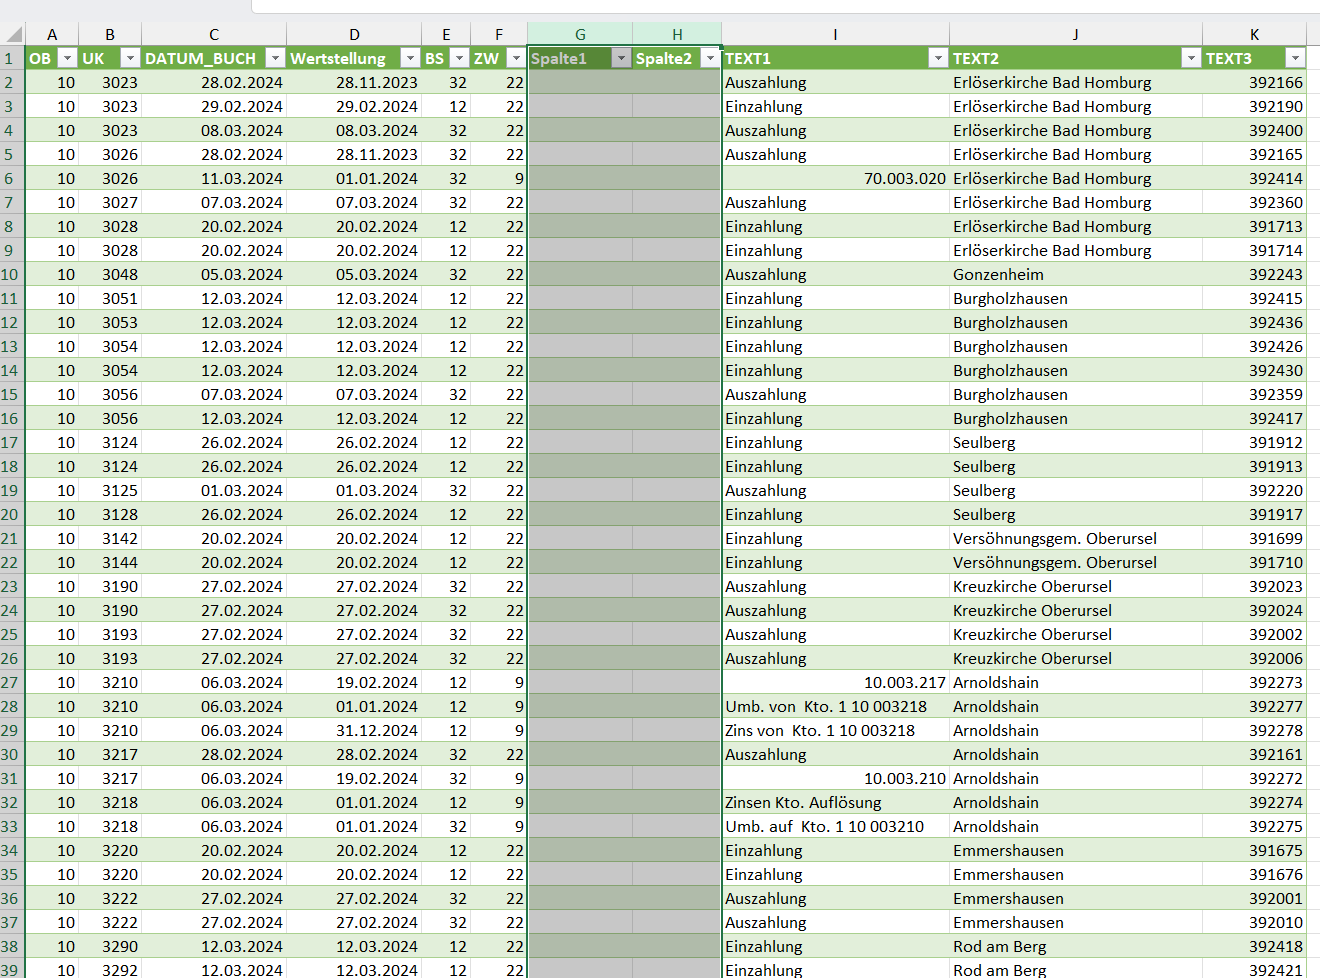 A B C D E F G H I J K
1 OB UK DATUM_BUCH Wertstellung BS ZW Spalte1 Spalte2 TEXT1 TEXT2 TEXT3
2 10 3023 28.02.2024 28.11.2023 32 22 Auszahlung Erlöserkirche Bad Homburg 392166
3 10 3023 29.02.2024 29.02.2024 12 22 Einzahlung Erlöserkirche Bad Homburg 392190
4 10 3023 08.03.2024 08.03.2024 32 22 Auszahlung Erlöserkirche Bad Homburg 392400
5 10 3026 28.02.2024 28.11.2023 32 22 Auszahlung Erlöserkirche Bad Homburg 392165
6 10 3026 11.03.2024 01.01.2024 32 9 70.003.020 Erlöserkirche Bad Homburg 392414
7 10 3027 07.03.2024 07.03.2024 32 22 Auszahlung Erlöserkirche Bad Homburg 392360
8 10 3028 20.02.2024 20.02.2024 12 22 Einzahlung Erlöserkirche Bad Homburg 391713
9 10 3028 20.02.2024 20.02.2024 12 22 Einzahlung Erlöserkirche Bad Homburg 391714
10 10 3048 05.03.2024 05.03.2024 32 22 Auszahlung Gonzenheim 392243
11 10 3051 12.03.2024 12.03.2024 12 22 Einzahlung Burgholzhausen 392415
12 10 3053 12.03.2024 12.03.2024 12 22 Einzahlung Burgholzhausen 392436
13 10 3054 12.03.2024 12.03.2024 12 22 Einzahlung Burgholzhausen 392426
14 10 3054 12.03.2024 12.03.2024 12 22 Einzahlung Burgholzhausen 392430
15 10 3056 07.03.2024 07.03.2024 32 22 Auszahlung Burgholzhausen 392359
16 10 3056 12.03.2024 12.03.2024 12 22 Einzahlung Burgholzhausen 392417
17 10 3124 26.02.2024 26.02.2024 12 22 Einzahlung Seulberg 391912
18 10 3124 26.02.2024 26.02.2024 12 22 Einzahlung Seulberg 391913
19 10 3125 01.03.2024 01.03.2024 32 22 Auszahlung Seulberg 392220
20 10 3128 26.02.2024 26.02.2024 12 22 Einzahlung Seulberg 391917
21 10 3142 20.02.2024 20.02.2024 12 22 Einzahlung Versöhnungsgem. Oberursel 391699
22 10 3144 20.02.2024 20.02.2024 12 22 Einzahlung Versöhnungsgem. Oberursel 391710
23 10 3190 27.02.2024 27.02.2024 32 22 Auszahlung Kreuzkirche Oberursel 392023
24 10 3190 27.02.2024 27.02.2024 32 22 Auszahlung Kreuzkirche Oberursel 392024
25 10 3193 27.02.2024 27.02.2024 32 22 Auszahlung Kreuzkirche Oberursel 392002
26 10 3193 27.02.2024 27.02.2024 32 22 Auszahlung Kreuzkirche Oberursel 392006
27 10 3210 06.03.2024 19.02.2024 12 9 10.003.217 Arnoldshain 392273
28 10 3210 06.03.2024 01.01.2024 12 9 Umb. von  Kto. 1 10 003218 Arnoldshain 392277
29 10 3210 06.03.2024 31.12.2024 12 9 Zins von  Kto. 1 10 003218 Arnoldshain 392278
30 10 3217 28.02.2024 28.02.2024 32 22 Auszahlung Arnoldshain 392161
31 10 3217 06.03.2024 19.02.2024 32 9 10.003.210 Arnoldshain 392272
32 10 3218 06.03.2024 01.01.2024 12 9 Zinsen Kto. Auflösung Arnoldshain 392274
33 10 3218 06.03.2024 01.01.2024 32 9 Umb. auf  Kto. 1 10 003210 Arnoldshain 392275
34 10 3220 20.02.2024 20.02.2024 12 22 Einzahlung Emmershausen 391675
35 10 3220 20.02.2024 20.02.2024 12 22 Einzahlung Emmershausen 391676
36 10 3222 27.02.2024 27.02.2024 32 22 Auszahlung Emmershausen 392001
37 10 3222 27.02.2024 27.02.2024 32 22 Auszahlung Emmershausen 392010
38 10 3290 12.03.2024 12.03.2024 12 22 Einzahlung Rod am Berg 392418
39 10 3292 12.03.2024 12.03.2024 12 22 Einzahlung Rod am Berg 392421